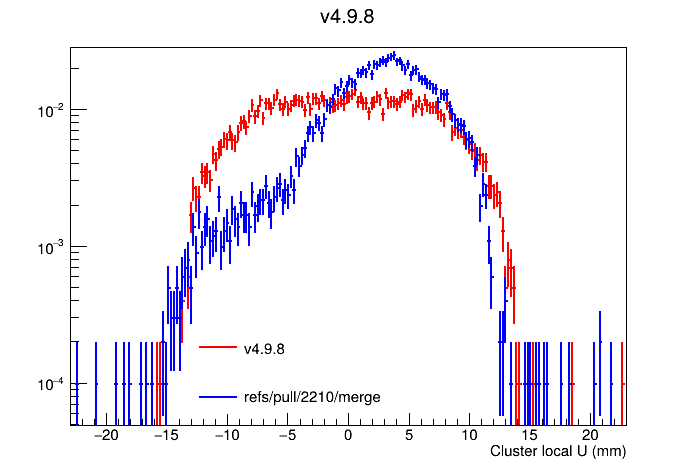 v4.9.8
10⁻²
10⁻³
10⁻⁴
v4.9.8
refs/pull/2210/merge
−20 −15 −10 −5 0 5 10 15 20
Cluster local U (mm)